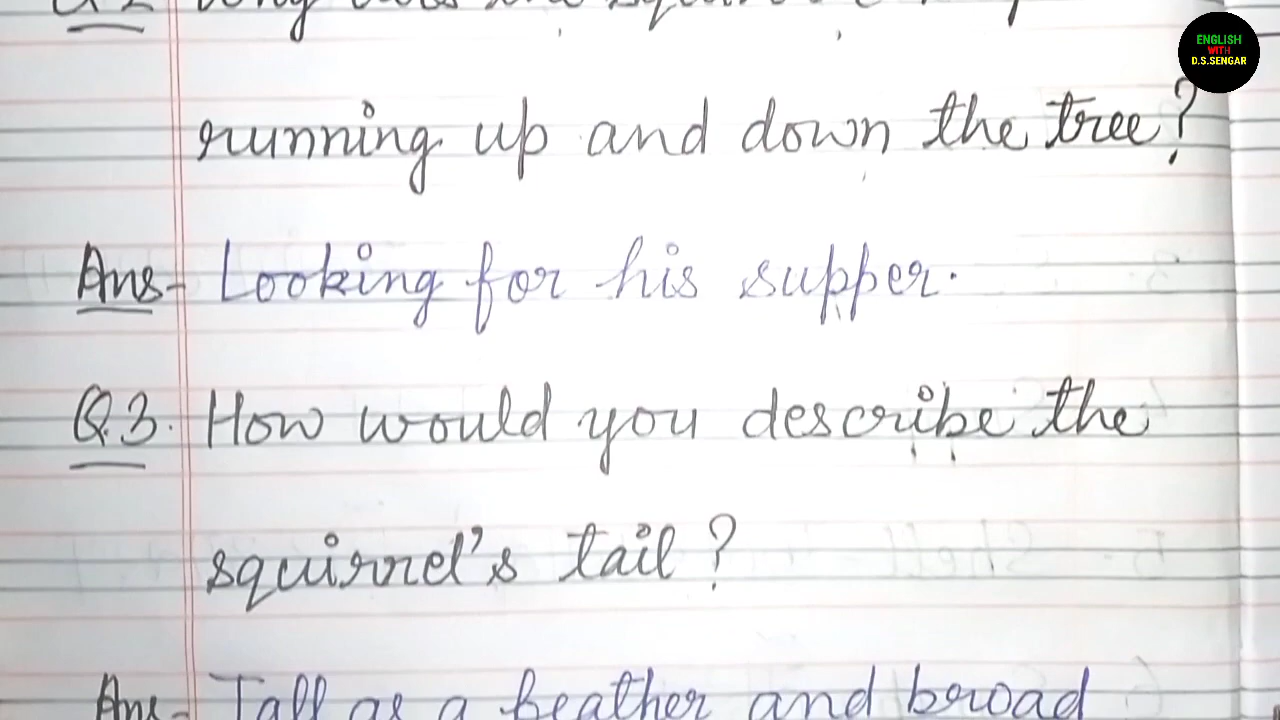 ENGLISH
WITH
D.S.SENGAR
running up and down the tree?
Ans- Looking for his supper.
Q.3. How would you describe the
squirrel's tail?
Ans- Tall as a feather and broad